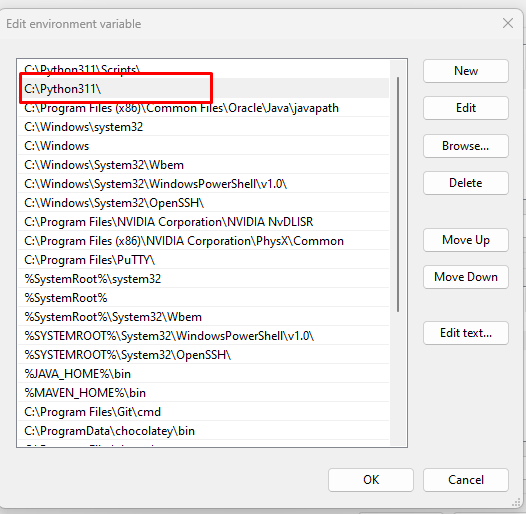 Edit environment variable
C:\Python311\Scripts\
C:\Python311\
C:\Program Files (x86)\Common Files\Oracle\Java\javapath
C:\Windows\system32
C:\Windows
C:\Windows\System32\Wbem
C:\Windows\System32\WindowsPowerShell\v1.0\
C:\Windows\System32\OpenSSH\
C:\Program Files\NVIDIA Corporation\NVIDIA NvDLISR
C:\Program Files (x86)\NVIDIA Corporation\PhysX\Common
C:\Program Files\PuTTY\
%SystemRoot%\system32
%SystemRoot%
%SystemRoot%\System32\Wbem
%SYSTEMROOT%\System32\WindowsPowerShell\v1.0\
%SYSTEMROOT%\System32\OpenSSH\
%JAVA_HOME%\bin
%MAVEN_HOME%\bin
C:\Program Files\Git\cmd
C:\ProgramData\chocolatey\bin
New
Edit
Browse...
Delete
Move Up
Move Down
Edit text...
OK
Cancel